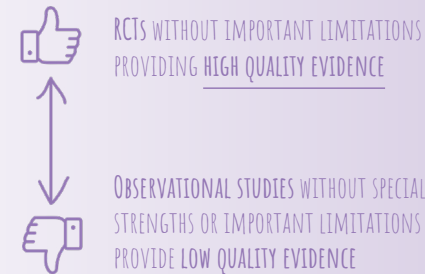 RCTs without important limitations
providing high quality evidence
Observational studies without special
strengths or important limitations
provide low quality evidence